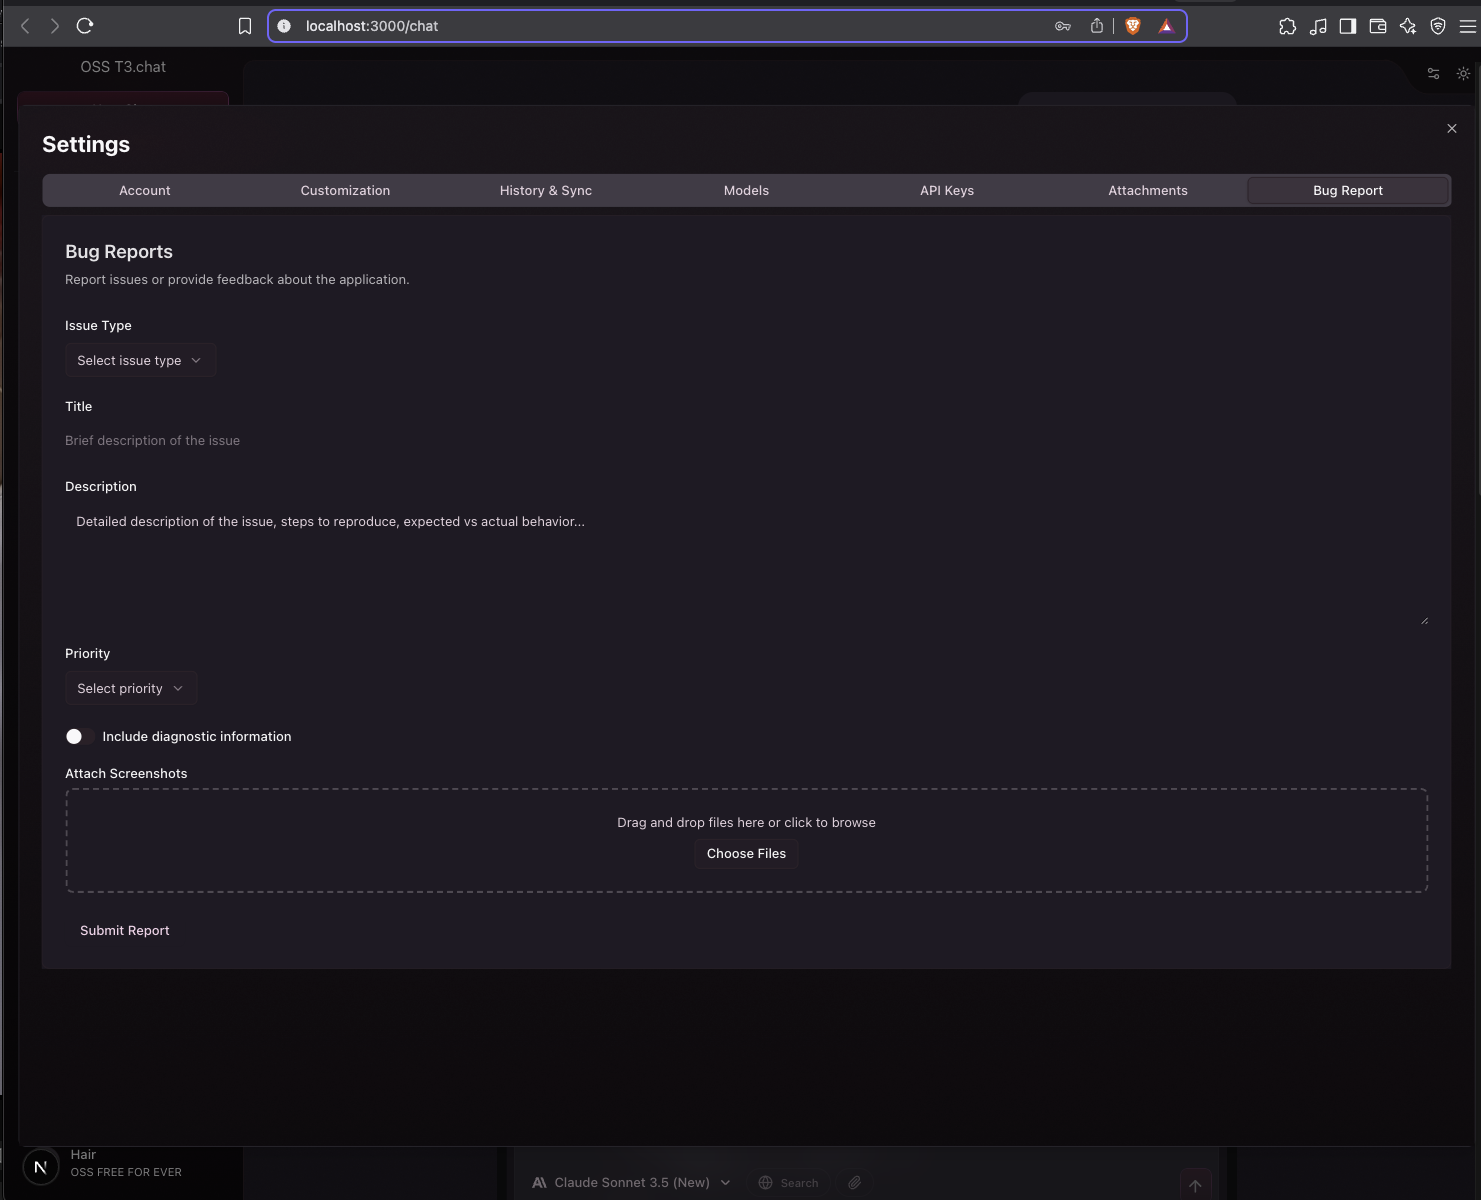 localhost:3000/chat
OSS T3.chat
Settings
Account
Customization
History & Sync
Models
API Keys
Attachments
Bug Report
Bug Reports
Report issues or provide feedback about the application.
Issue Type
Select issue type
Title
Brief description of the issue
Description
Detailed description of the issue, steps to reproduce, expected vs actual behavior...
Priority
Select priority
Include diagnostic information
Attach Screenshots
Drag and drop files here or click to browse
Choose Files
Submit Report
N
Hair
OSS FREE FOR EVER
Claude Sonnet 3.5 (New)
Search